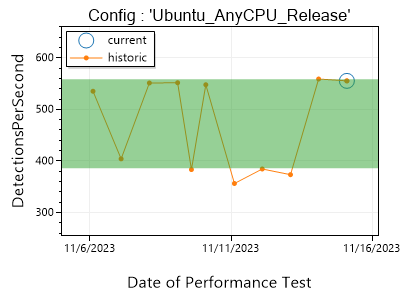 Config : 'Ubuntu_AnyCPU_Release'
current
historic
600
500
400
300
DetectionsPerSecond
11/6/2023
11/11/2023
11/16/2023
Date of Performance Test